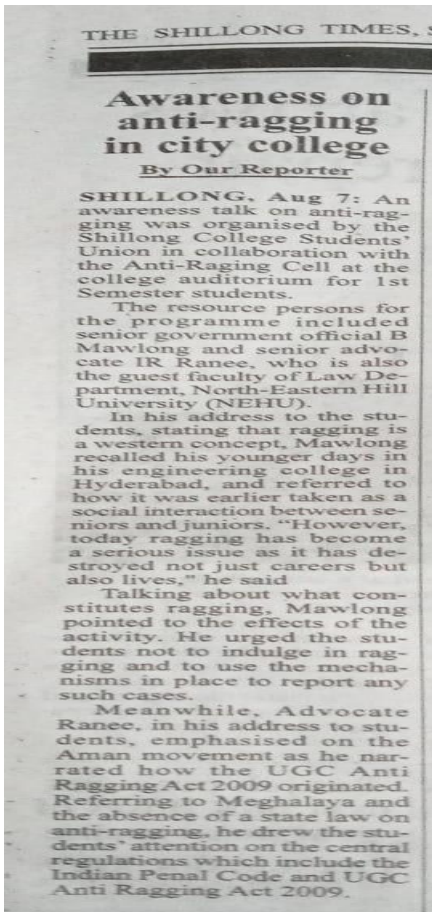 THE SHILLONG TIMES,
Awareness on
anti-ragging
in city college
By Our Reporter
SHILLONG, Aug 7: An
awareness talk on anti-rag-
ging was organised by the
Shillong College Students'
Union in collaboration with
the Anti-Raging Cell at the
college auditorium for 1st
Semester students.
The resource persons for
the programme included
senior government official B
Mawlong and senior advo-
cate IR Ranee, who is also
the guest faculty of Law De-
partment, North-Eastern Hill
University (NEHU).
In his address to the stu-
dents, stating that ragging is
a western concept, Mawlong
recalled his younger days in
his engineering college in
Hyderabad, and referred to
how it was earlier taken as a
social interaction between se-
niors and juniors. “However,
today ragging has become
a serious issue as it has de-
stroyed not just careers but
also lives," he said
Talking about what con-
stitutes ragging, Mawlong
pointed to the effects of the
activity. He urged the stu-
dents not to indulge in rag-
ging and to use the mecha-
nisms in place to report any
such cases.
Meanwhile, Advocate
Ranee, in his address to stu-
dents, emphasised on the
Aman movement as he nar-
rated how the UGC Anti
Ragging Act 2009 originated.
Referring to Meghalaya and
the absence of a state law on
anti-ragging, he drew the stu-
dents' attention on the central
regulations which include the
Indian Penal Code and UGC
Anti Ragging Act 2009.